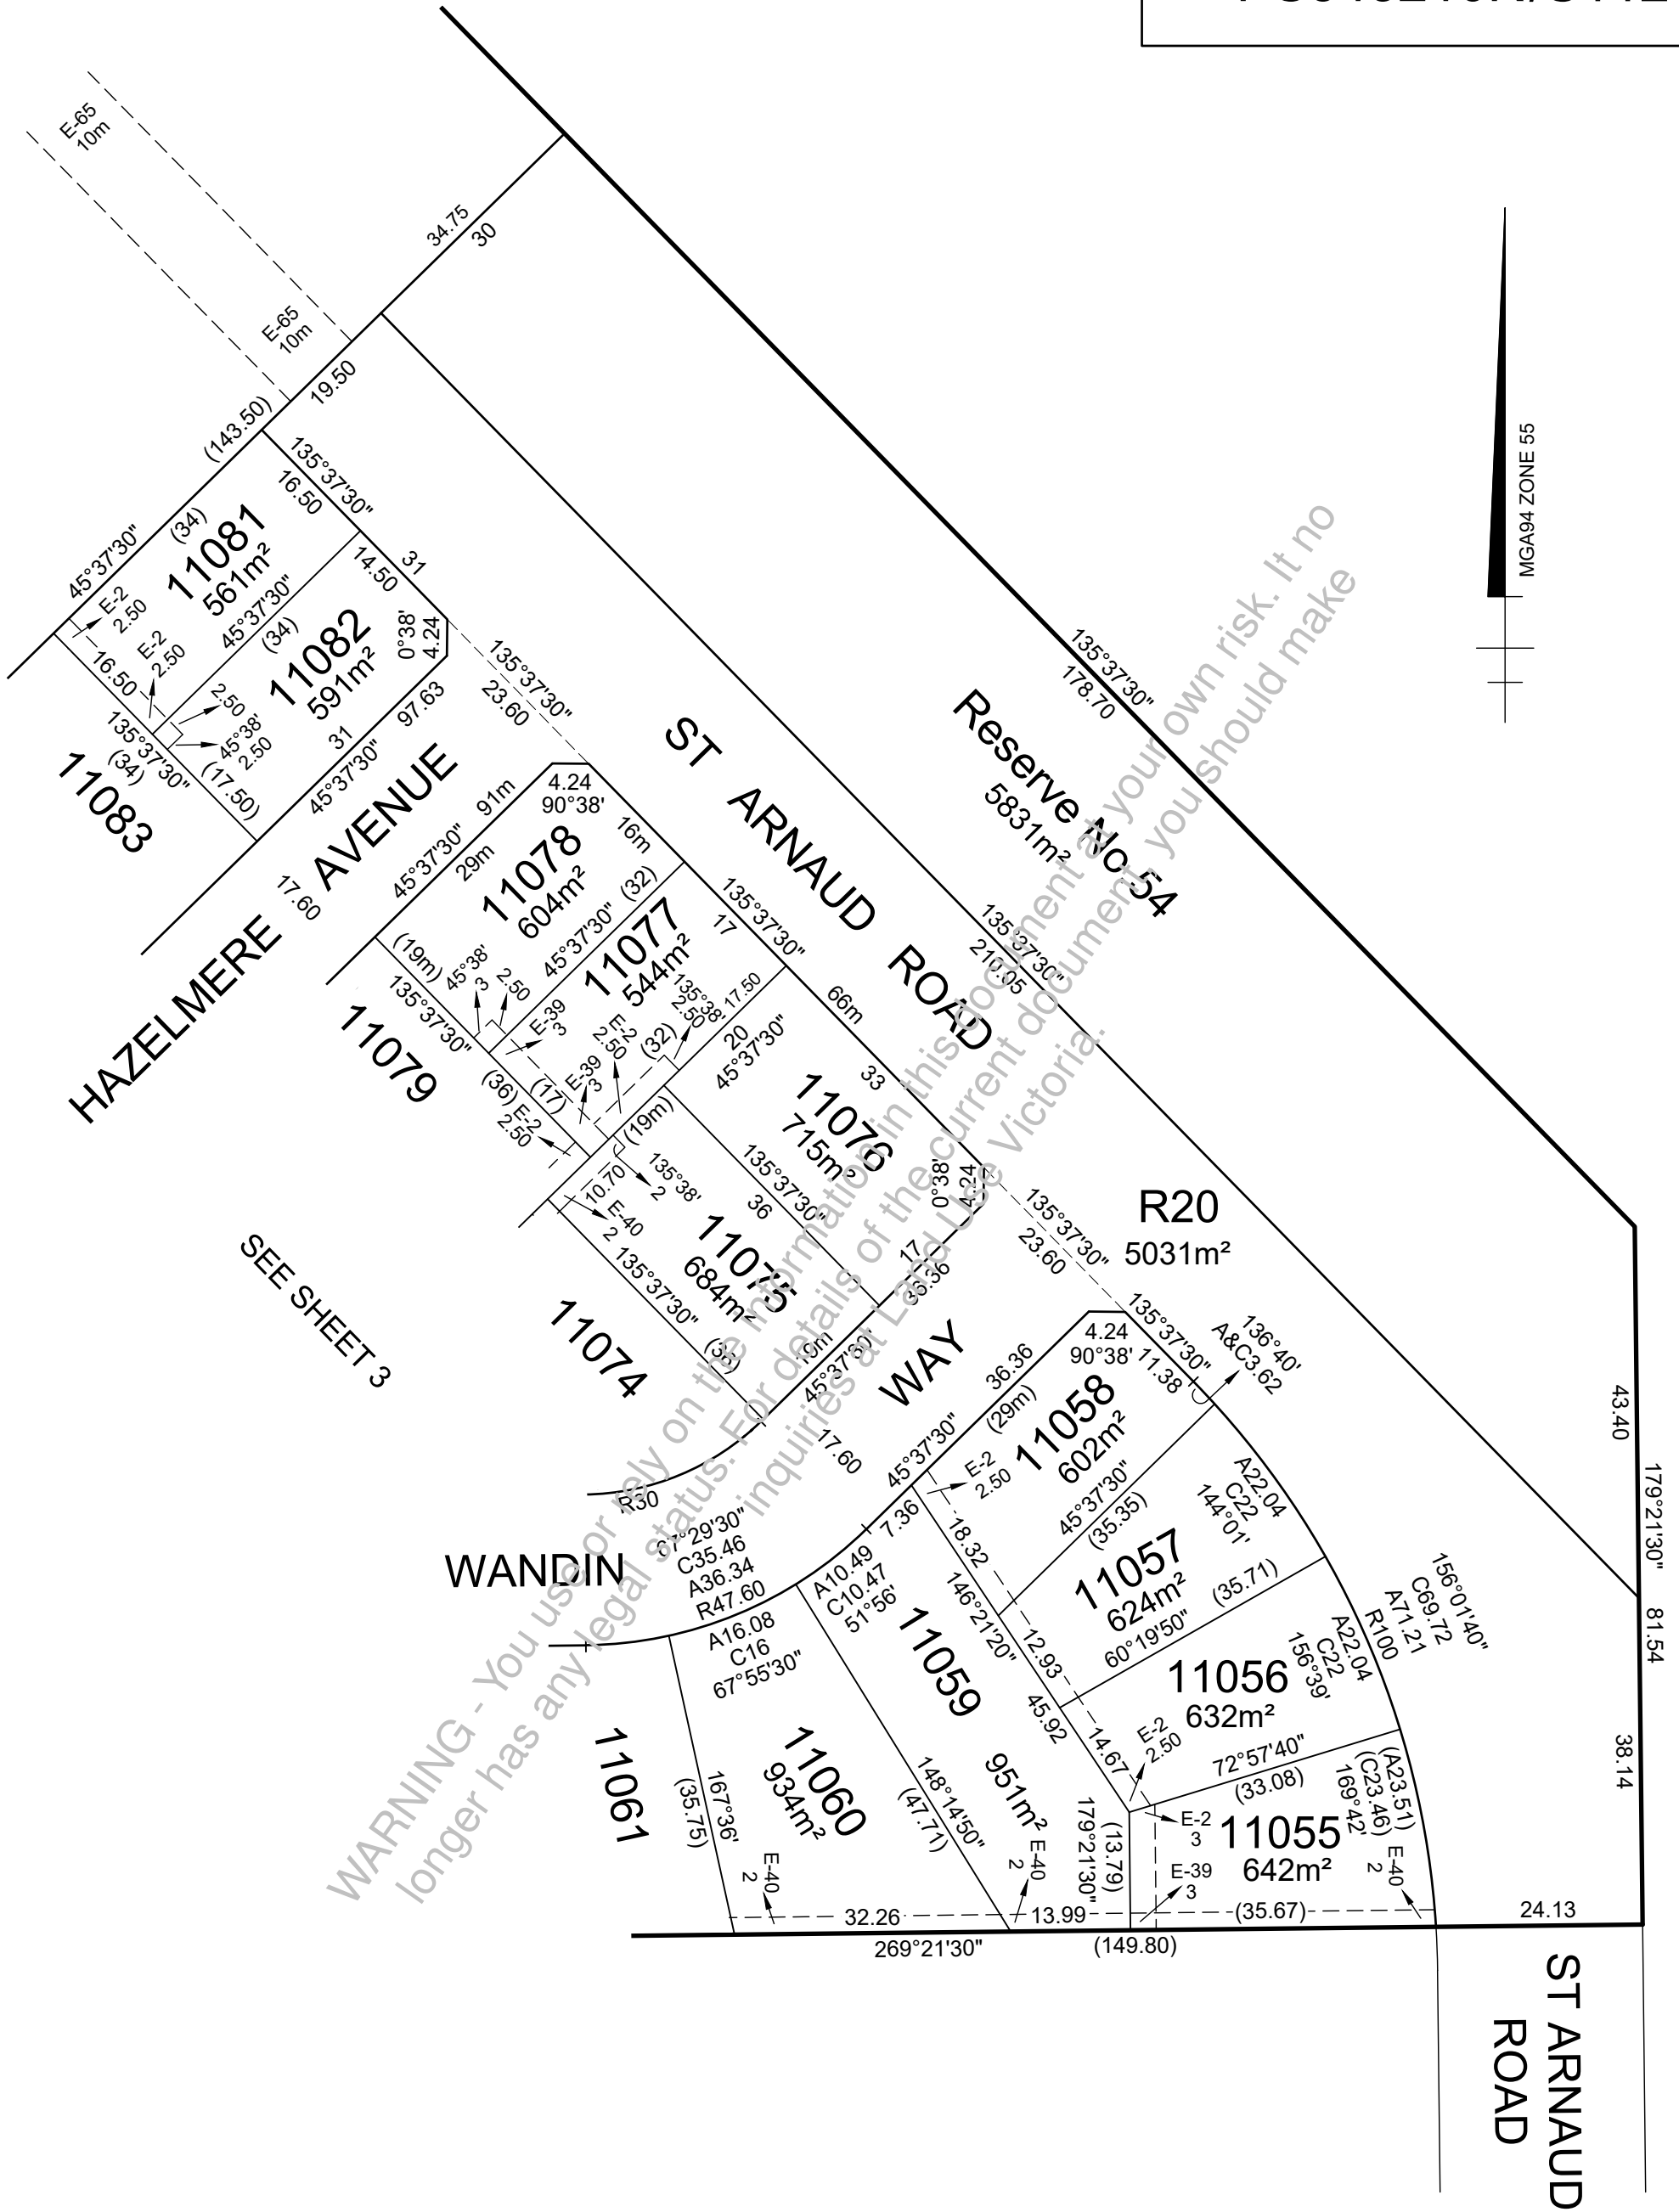 E-65
10m
E-65
10m
34.75
30
19.50
(143.50)
45°37'30"
135°37'30"
16.50
(34)
11081
561m²
45°37'30"
E-2
2.50
E-2
2.50
16.50
14.50
31
(34)
11082
591m²
0°38'
4.24
2.50
45°38'
2.50
135°37'30"
(34)
(17.50)
31
97.63
45°37'30"
11083
135°37'30"
23.60
MGA94 ZONE 55
HAZELMERE AVENUE
17.60
ST ARNAUD ROAD
Reserve No.54
5831m²
135°37'30"
178.70
135°37'30"
210.05
91m
45°37'30"
29m
4.24
90°38'
16m
11078
604m²
(32)
45°37'30"
(19m)
45°38'
3
2.50
135°37'30"
11079
(36)
E-2
2.50
11077
544m²
17
135°37'30"
E-39
3
E-39
3
E-2
2.50
(17)
(32)
135°38'
2.50
17.50
20
45°37'30"
66m
33
11076
715m²
0°38'
4.24
(19m)
10.70
135°38'
2
E-40
2
135°37'30"
36
11075
684m²
135°37'30"
(36)
17
36.36
19m
45°37'30"
11074
SEE SHEET 3
135°37'30"
23.60
R20
5031m²
WAY
17.60
R30
WANDIN
67°29'30"
C35.46
A36.34
R47.60
A16.08
C16
67°55'30"
A10.49
C10.47
51°56'
7.36
45°37'30"
36.36
(29m)
4.24
90°38'
135°37'30"
11.38
136°40'
A&C3.62
11058
602m²
E-2
2.50
18.32
45°37'30"
(35.35)
A22.04
C22
144°01'
11057
624m²
(35.71)
60°19'50"
12.93
146°21'20"
45.92
14.67
11056
632m²
A22.04
C22
156°39'
156°01'40"
C69.72
A71.21
R100
E-2
2.50
72°57'40"
(33.08)
11055
642m²
(A23.51)
(C23.46)
169°42'
E-40
2
E-2
3
E-39
3
(13.79)
179°21'30"
11059
951m²
E-40
2
148°14'50"
(47.71)
11060
934m²
167°36'
(35.75)
E-40
2
11061
32.26
13.99
(35.67)
24.13
269°21'30"
(149.80)
43.40
179°21'30"
81.54
38.14
ST ARNAUD
ROAD
WARNING - You use or rely on the information in this document at your own risk. It no
longer has any legal status. For details of the current document, you should make
inquiries at Land Use Victoria.